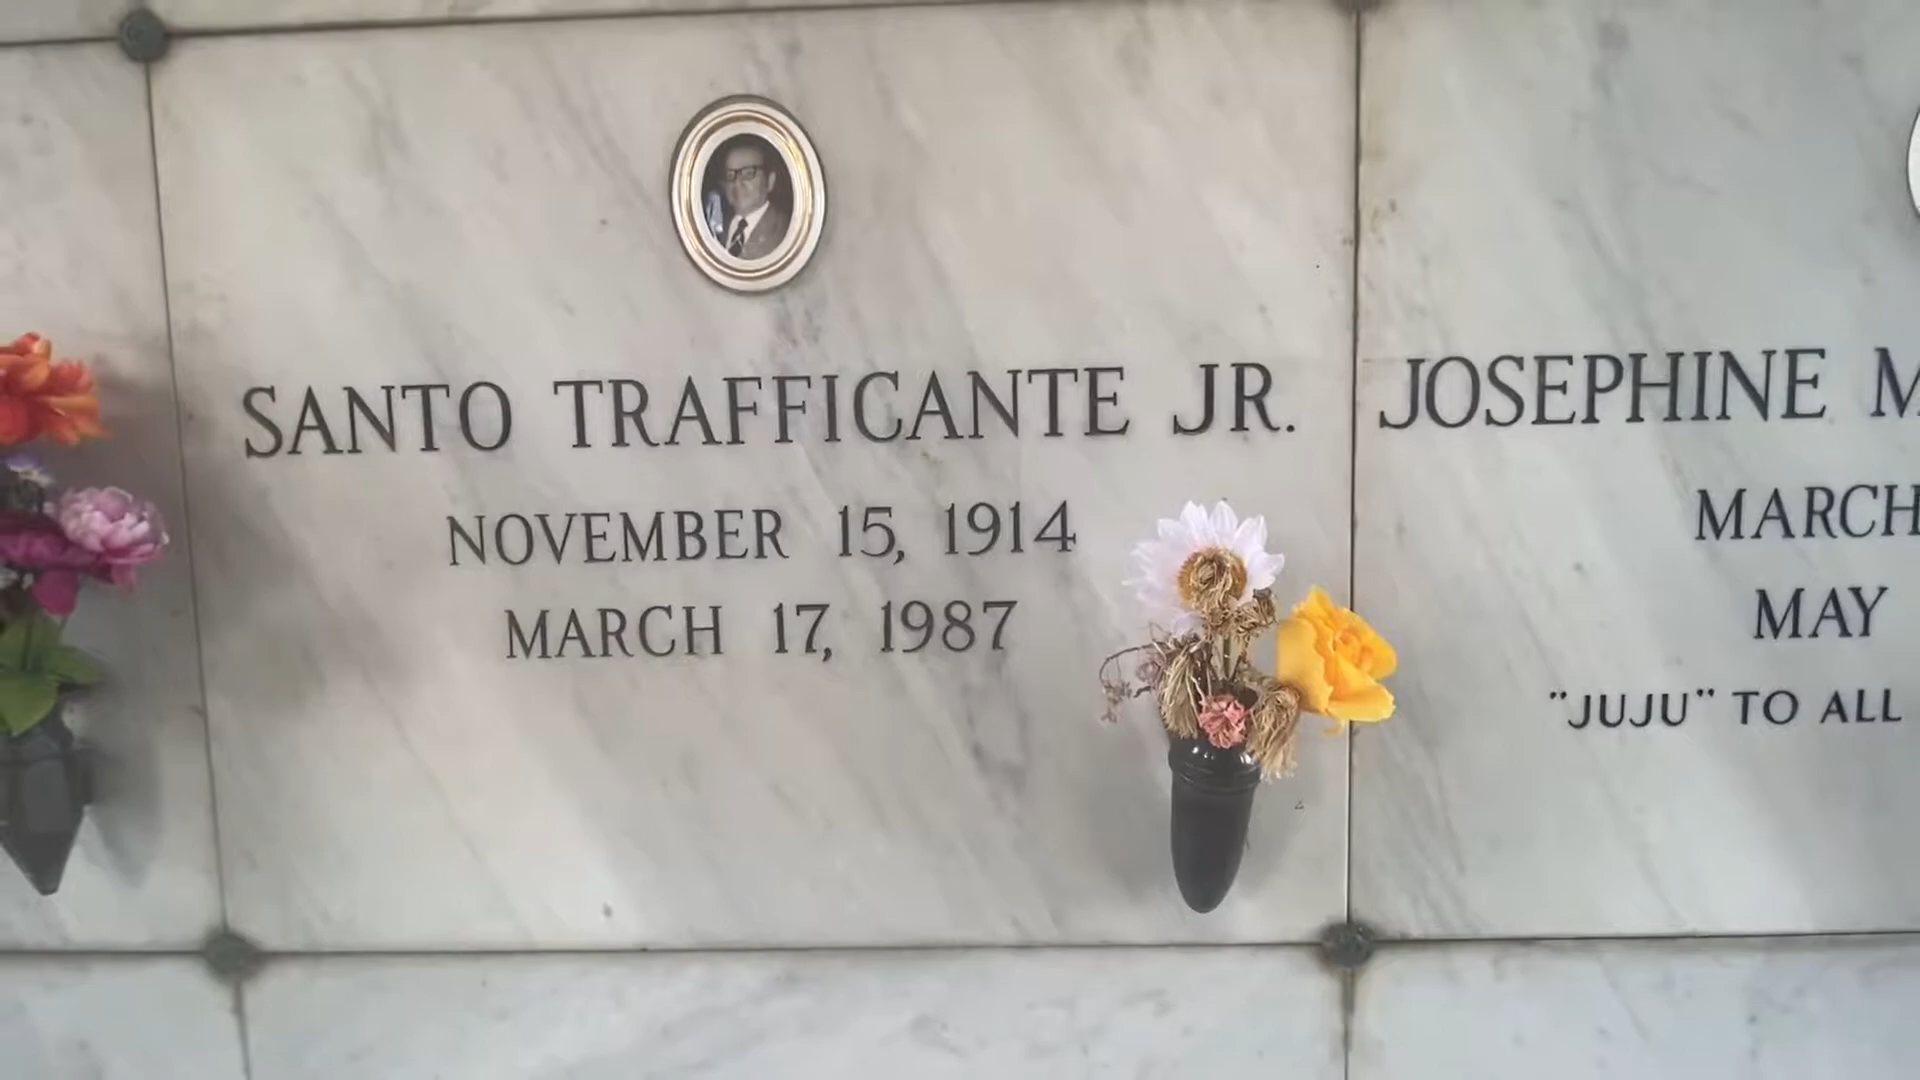 SANTO TRAFFICANTE JR.
NOVEMBER 15, 1914
MARCH 17, 1987
JOSEPHINE M
MARCH
MAY
"JUJU" TO ALL